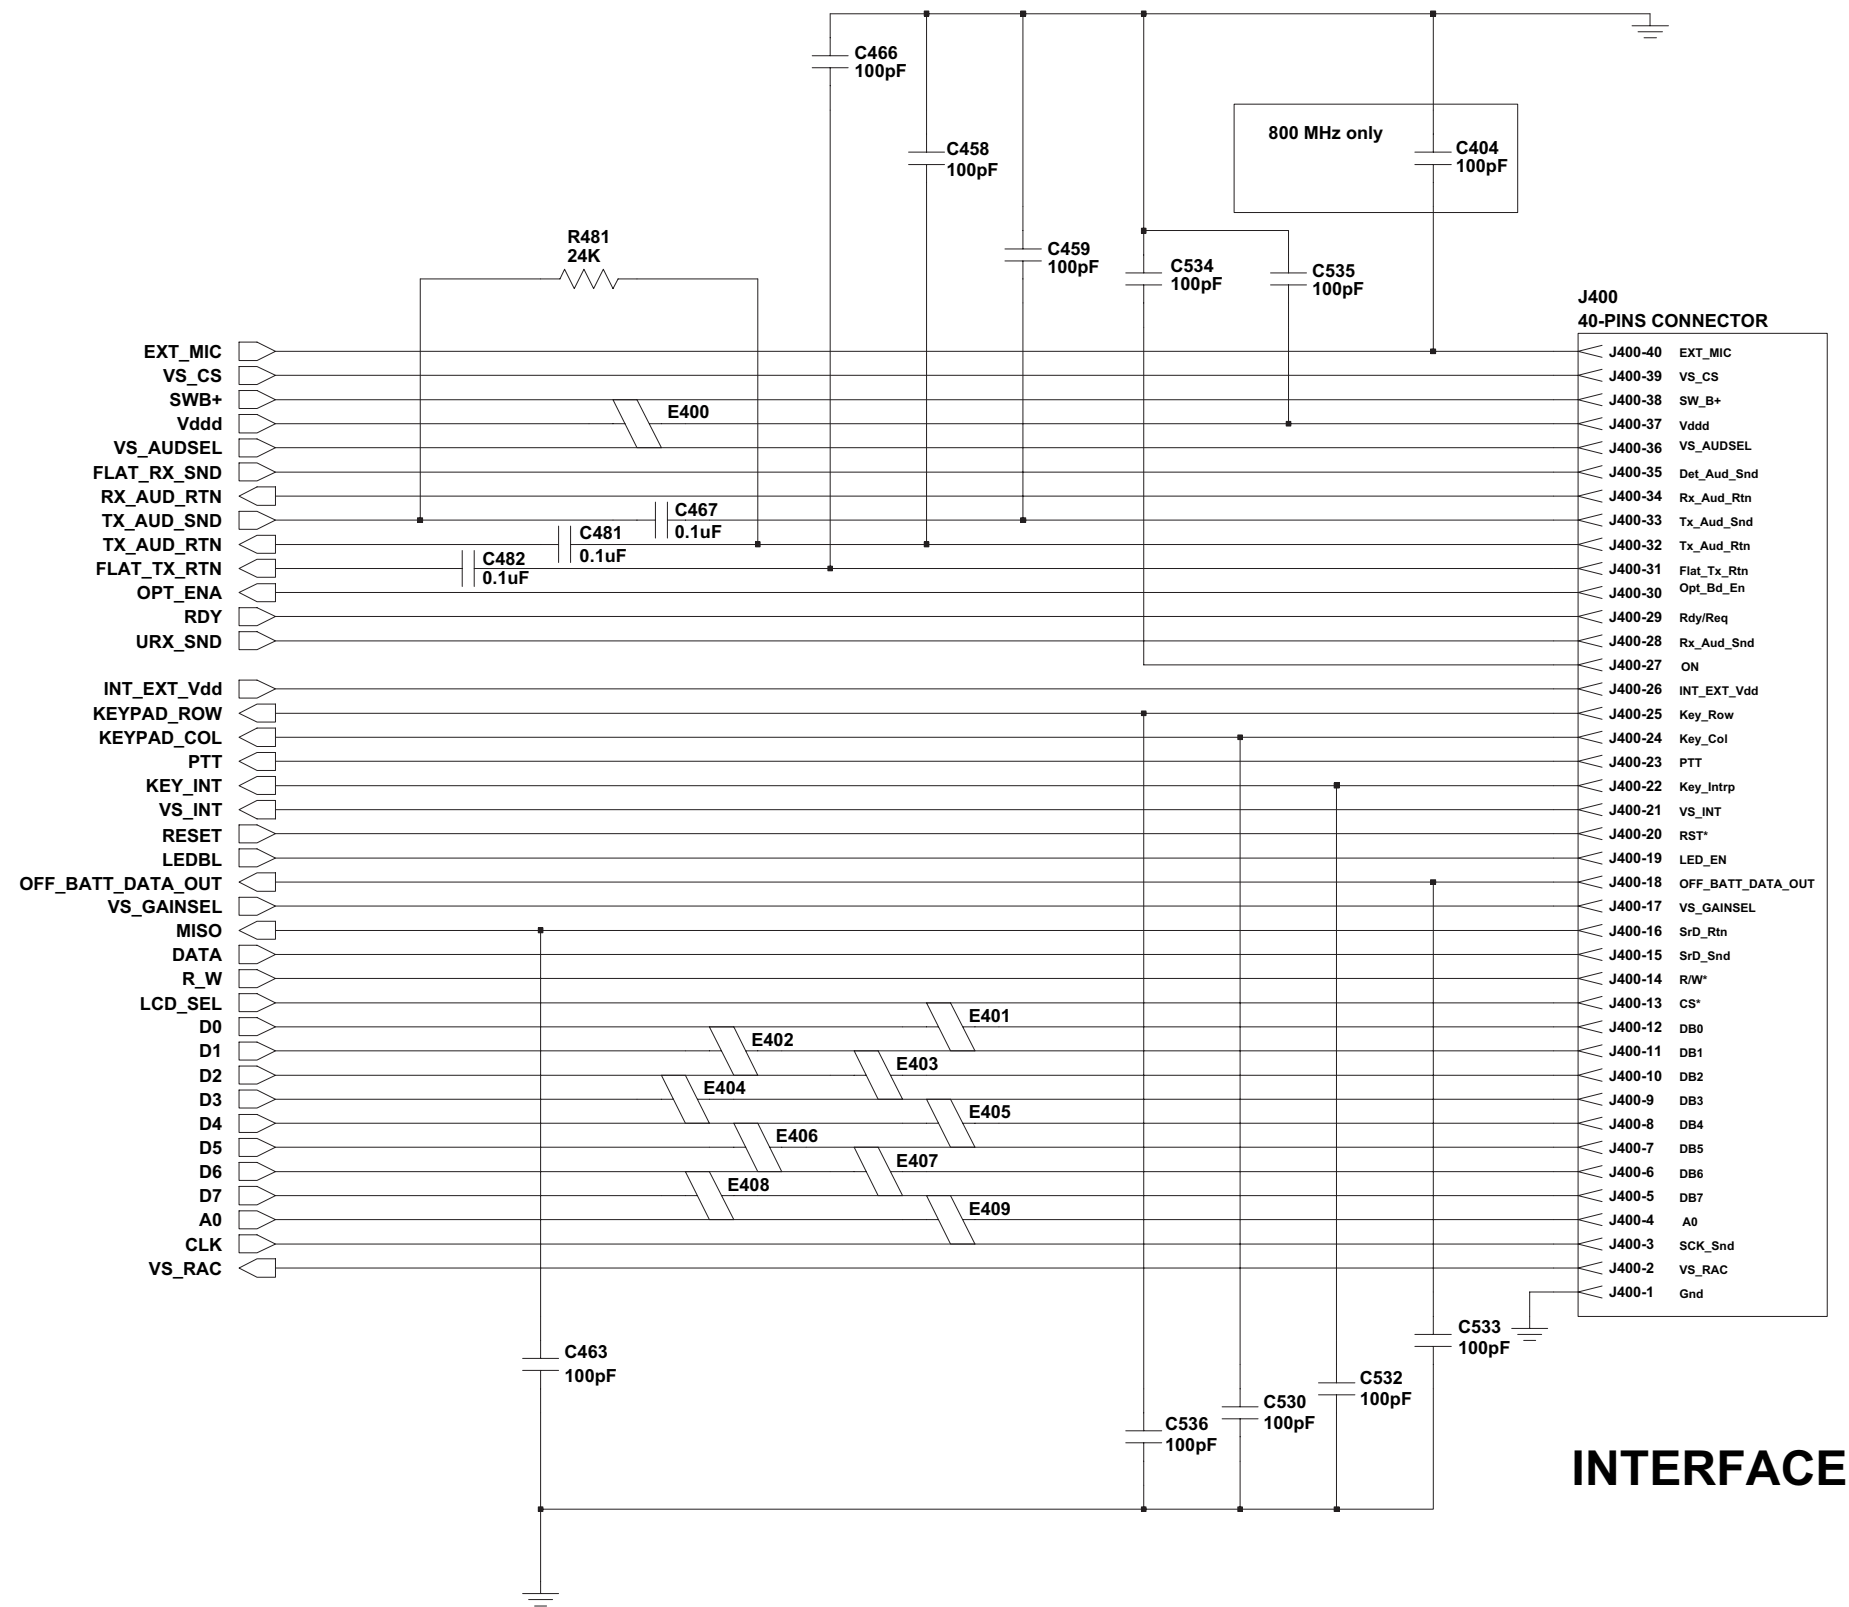 C466
100pF
C458
100pF
800 MHz only
C404
100pF
R481
24K
C459
100pF
C534
100pF
C535
100pF
J400
40-PINS CONNECTOR
EXT_MIC J400-40 EXT_MIC
VS_CS J400-39 VS_CS
SWB+ J400-38 SW_B+
E400
Vddd J400-37 Vddd
VS_AUDSEL J400-36 VS_AUDSEL
FLAT_RX_SND J400-35 Det_Aud_Snd
RX_AUD_RTN J400-34 Rx_Aud_Rtn
C467
0.1uF
TX_AUD_SND J400-33 Tx_Aud_Snd
C481
0.1uF
TX_AUD_RTN J400-32 Tx_Aud_Rtn
C482
0.1uF
FLAT_TX_RTN J400-31 Flat_Tx_Rtn
OPT_ENA J400-30 Opt_Bd_En
RDY J400-29 Rdy/Req
URX_SND J400-28 Rx_Aud_Snd
J400-27 ON
INT_EXT_Vdd J400-26 INT_EXT_Vdd
KEYPAD_ROW J400-25 Key_Row
KEYPAD_COL J400-24 Key_Col
PTT J400-23 PTT
KEY_INT J400-22 Key_Intrp
VS_INT J400-21 VS_INT
RESET J400-20 RST*
LEDBL J400-19 LED_EN
OFF_BATT_DATA_OUT J400-18 OFF_BATT_DATA_OUT
VS_GAINSEL J400-17 VS_GAINSEL
MISO J400-16 SrD_Rtn
DATA J400-15 SrD_Snd
R_W J400-14 R/W*
LCD_SEL J400-13 CS*
E401
D0 J400-12 DB0
E402
D1 J400-11 DB1
E403
D2 J400-10 DB2
E404
D3 J400-9 DB3
E405
D4 J400-8 DB4
E406
D5 J400-7 DB5
E407
D6 J400-6 DB6
E408
D7 J400-5 DB7
E409
A0 J400-4 A0
CLK J400-3 SCK_Snd
VS_RAC J400-2 VS_RAC
J400-1 Gnd
C533
100pF
C463
100pF
C532
100pF
C530
100pF
C536
100pF
INTERFACE